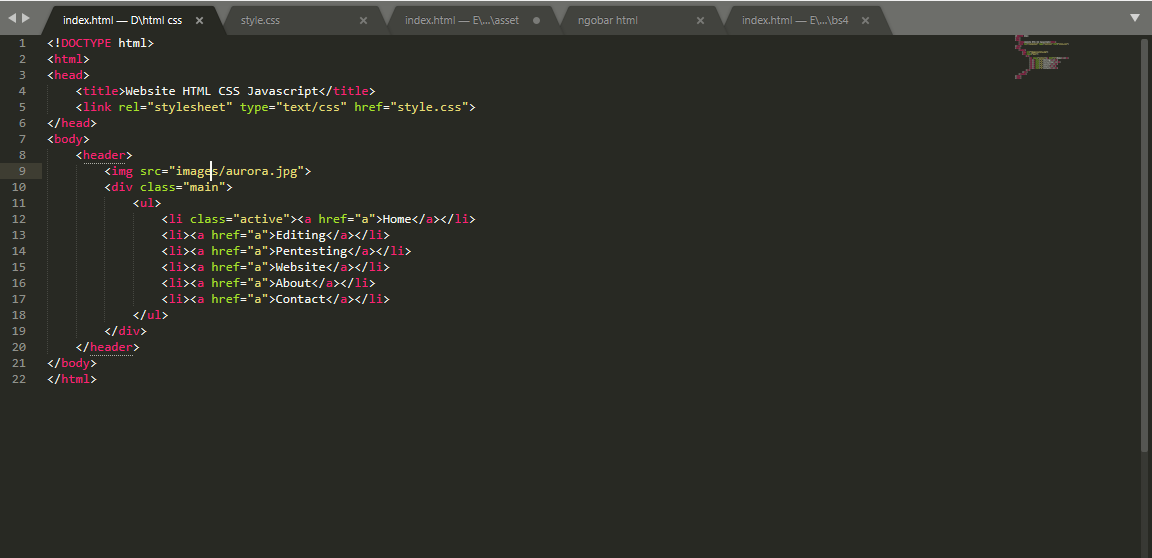 index.html — D\html css × style.css × index.html — E\...\asset ngobar html × index.html — E\...\bs4 ×
1 <!DOCTYPE html>
2 <html>
3 <head>
4 <title>Website HTML CSS Javascript</title>
5 <link rel="stylesheet" type="text/css" href="style.css">
6 </head>
7 <body>
8 <header>
9 <img src="images/aurora.jpg">
10 <div class="main">
11 <ul>
12 <li class="active"><a href="a">Home</a></li>
13 <li><a href="a">Editing</a></li>
14 <li><a href="a">Pentesting</a></li>
15 <li><a href="a">Website</a></li>
16 <li><a href="a">About</a></li>
17 <li><a href="a">Contact</a></li>
18 </ul>
19 </div>
20 </header>
21 </body>
22 </html>